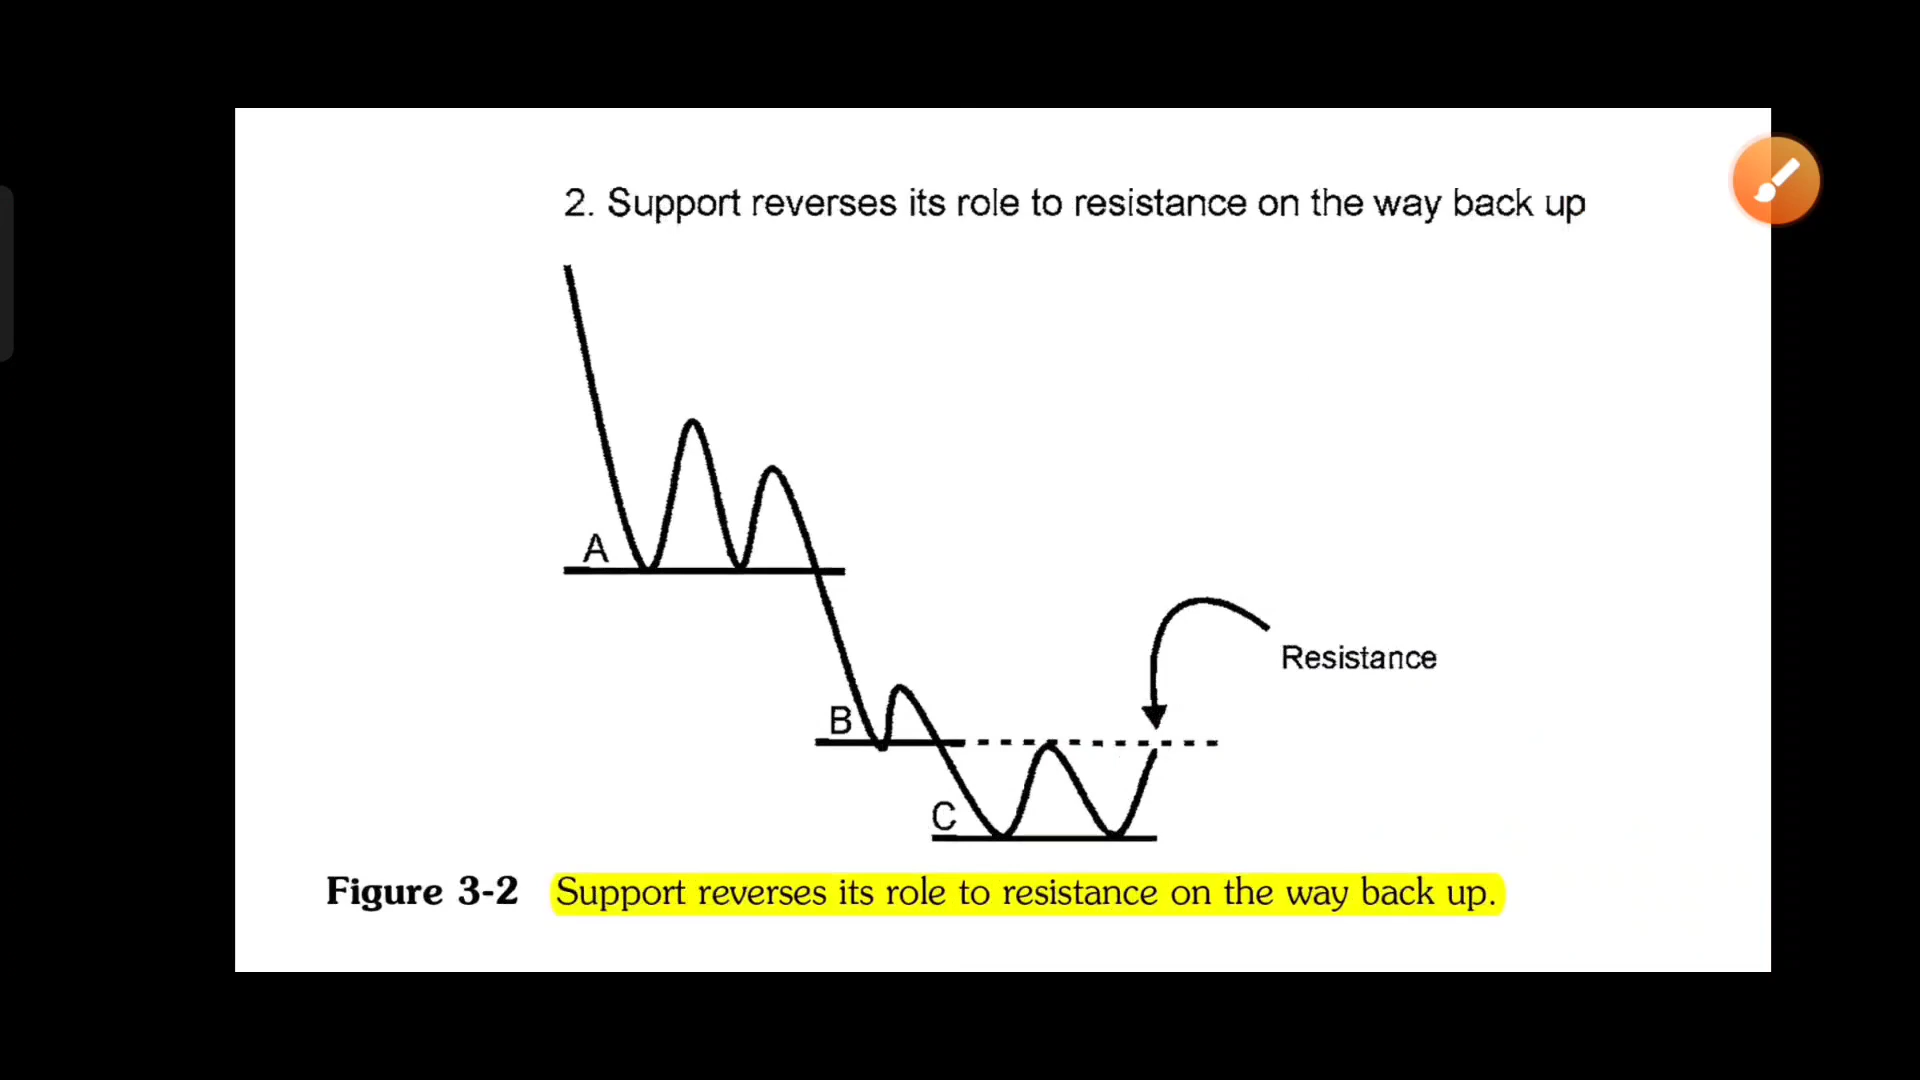 2. Support reverses its role to resistance on the way back up
A
Resistance
B
C
Figure 3-2 Support reverses its role to resistance on the way back up.